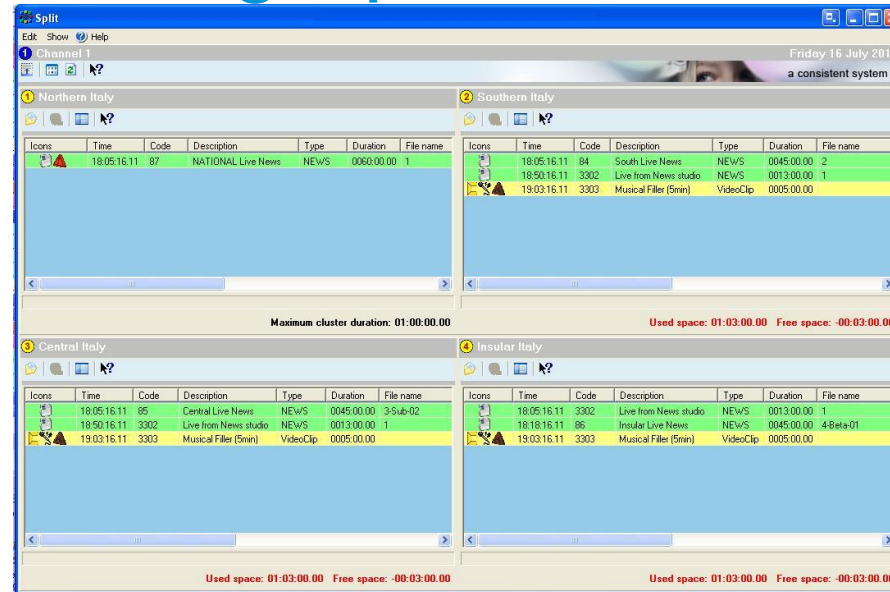 Split
Edit Show Help
1 Channel 1 Friday 16 July 201
a consistent system
1 Northern Italy
Icons Time Code Description Type Duration File name
18:05:16.11 87 NATIONAL Live News NEWS 0060:00.00 1
Maximum cluster duration: 01:00:00.00
2 Southern Italy
Icons Time Code Description Type Duration File name
18:05:16.11 84 South Live News NEWS 0045:00.00 2
18:50:16.11 3302 Live from News studio NEWS 0013:00.00 1
19:03:16.11 3303 Musical Filler (5min) VideoClip 0005:00.00
Used space: 01:03:00.00 Free space: -00:03:00.00
3 Central Italy
Icons Time Code Description Type Duration File name
18:05:16.11 85 Central Live News NEWS 0045:00.00 3-Sub-02
18:50:16.11 3302 Live from News studio NEWS 0013:00.00 1
19:03:16.11 3303 Musical Filler (5min) VideoClip 0005:00.00
Used space: 01:03:00.00 Free space: -00:03:00.00
4 Insular Italy
Icons Time Code Description Type Duration File name
18:05:16.11 3302 Live from News studio NEWS 0013:00.00 1
18:18:16.11 86 Insular Live News NEWS 0045:00.00 4-Beta-01
19:03:16.11 3303 Musical Filler (5min) VideoClip 0005:00.00
Used space: 01:03:00.00 Free space: -00:03:00.00